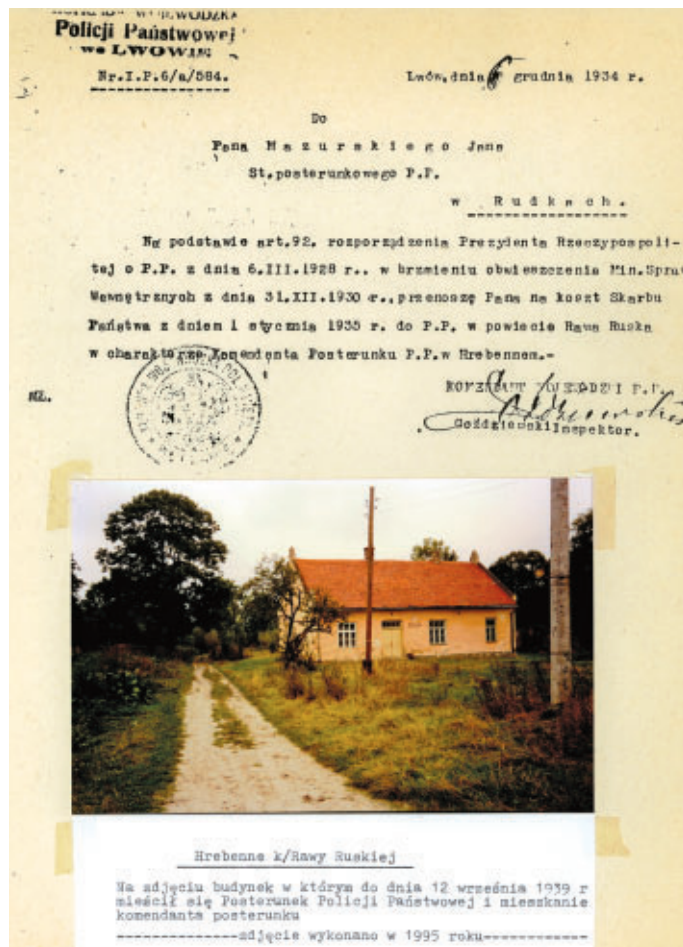 KOMENDA WOJEWÓDZKA
Policji Państwowej
we LWOWIE
Nr.I.P.6/a/584.
Lwów,dnia 6 grudnia 1934 r.
Do
Pana Mazurskiego Jana
St.posterunkowego P.P.
w Rudkach.
Na podstawie art.92. rozporządzenia Prezydenta Rzeczypospoli-
tej o P.P. z dnia 6.III.1928 r., w brzmieniu obwieszczenia Min.Spraw
Wewnętrznych z dnia 31.XII.1930 r.,przenoszę Pana na koszt Skarbu
Państwa z dniem 1 stycznia 1935 r. do P.P. w powiecie Rawa Ruska
w charakterze Komendanta Posterunku P.P.w Hrebennem.-
MZ.
Inspektor.
Hrebenne k/Rawy Ruskiej
Na zdjęciu budynek w którym do dnia 12 września 1939 r
mieścił się Posterunek Policji Państwowej i mieszkanie
komendanta posterunku
--------------zdjęcie wykonano w 1995 roku------------